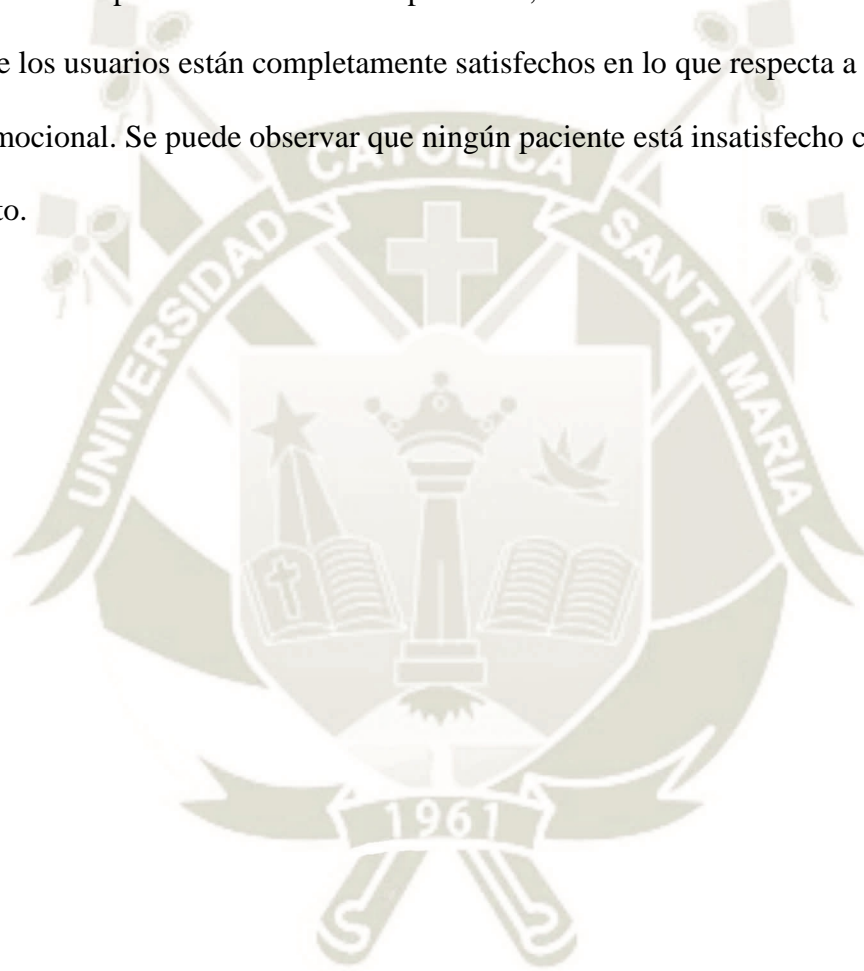 e los usuarios están completamente satisfechos en lo que respecta a
mocional. Se puede observar que ningún paciente está insatisfecho c
to.
UNIVERSIDAD CATOLICA SANTA MARIA
1961